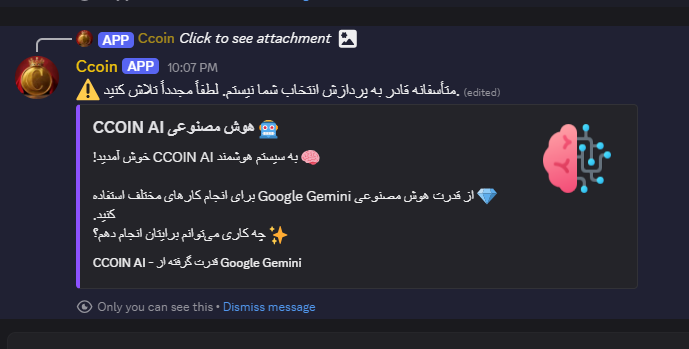 APP Ccoin Click to see attachment
Ccoin APP 10:07 PM
⚠️ متأسفانه قادر به پردازش انتخاب شما نیستم. لطفاً مجدداً تلاش کنید. (edited)
🤖 هوش مصنوعی CCOIN AI
🧠 به سیستم هوشمند CCOIN AI خوش آمدید!
💎 از قدرت هوش مصنوعی Google Gemini برای انجام کارهای مختلف استفاده
کنید.
✨ چه کاری می‌توانم برایتان انجام دهم؟
CCOIN AI - قدرت گرفته از Google Gemini
Only you can see this • Dismiss message